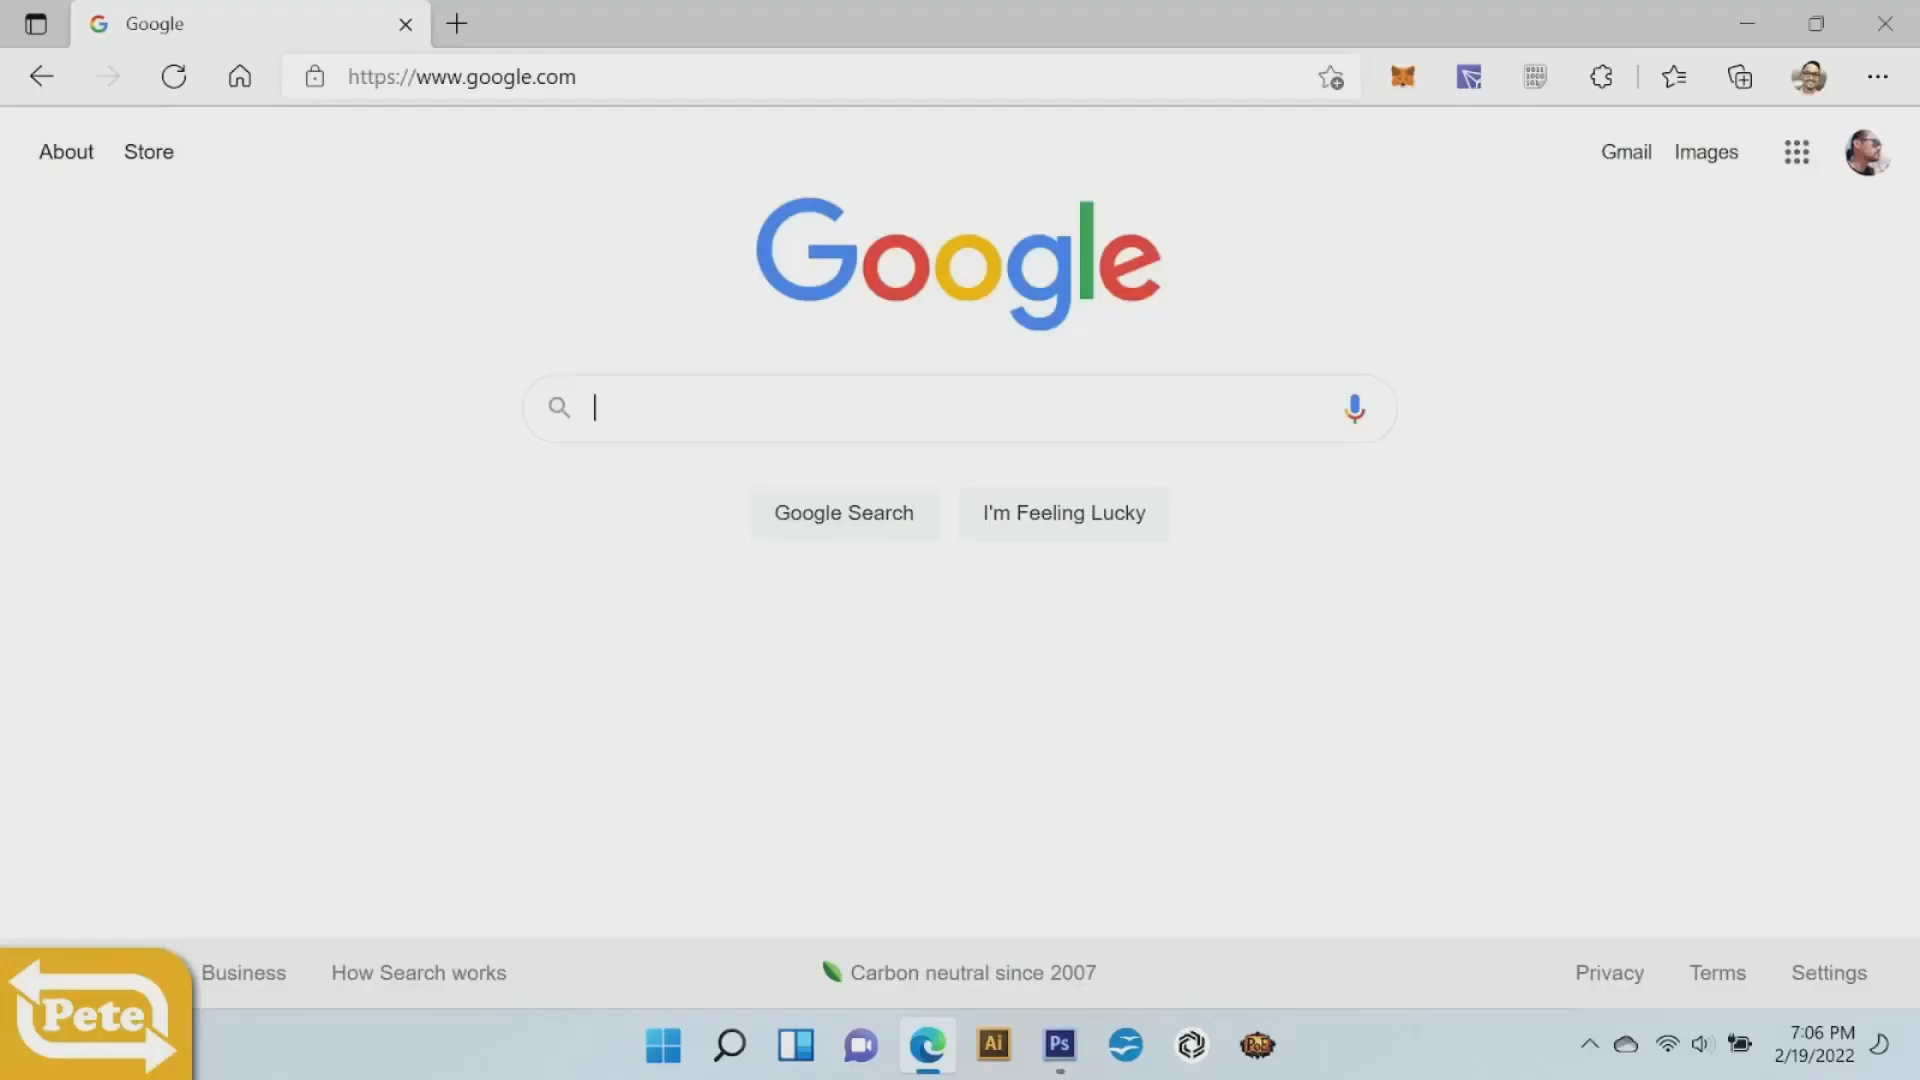 Google
https://www.google.com
About Store
Gmail Images
Google
Google Search I'm Feeling Lucky
Business How Search works
Carbon neutral since 2007
Privacy Terms Settings
Pete
Ai
Ps
PoE
7:06 PM
2/19/2022